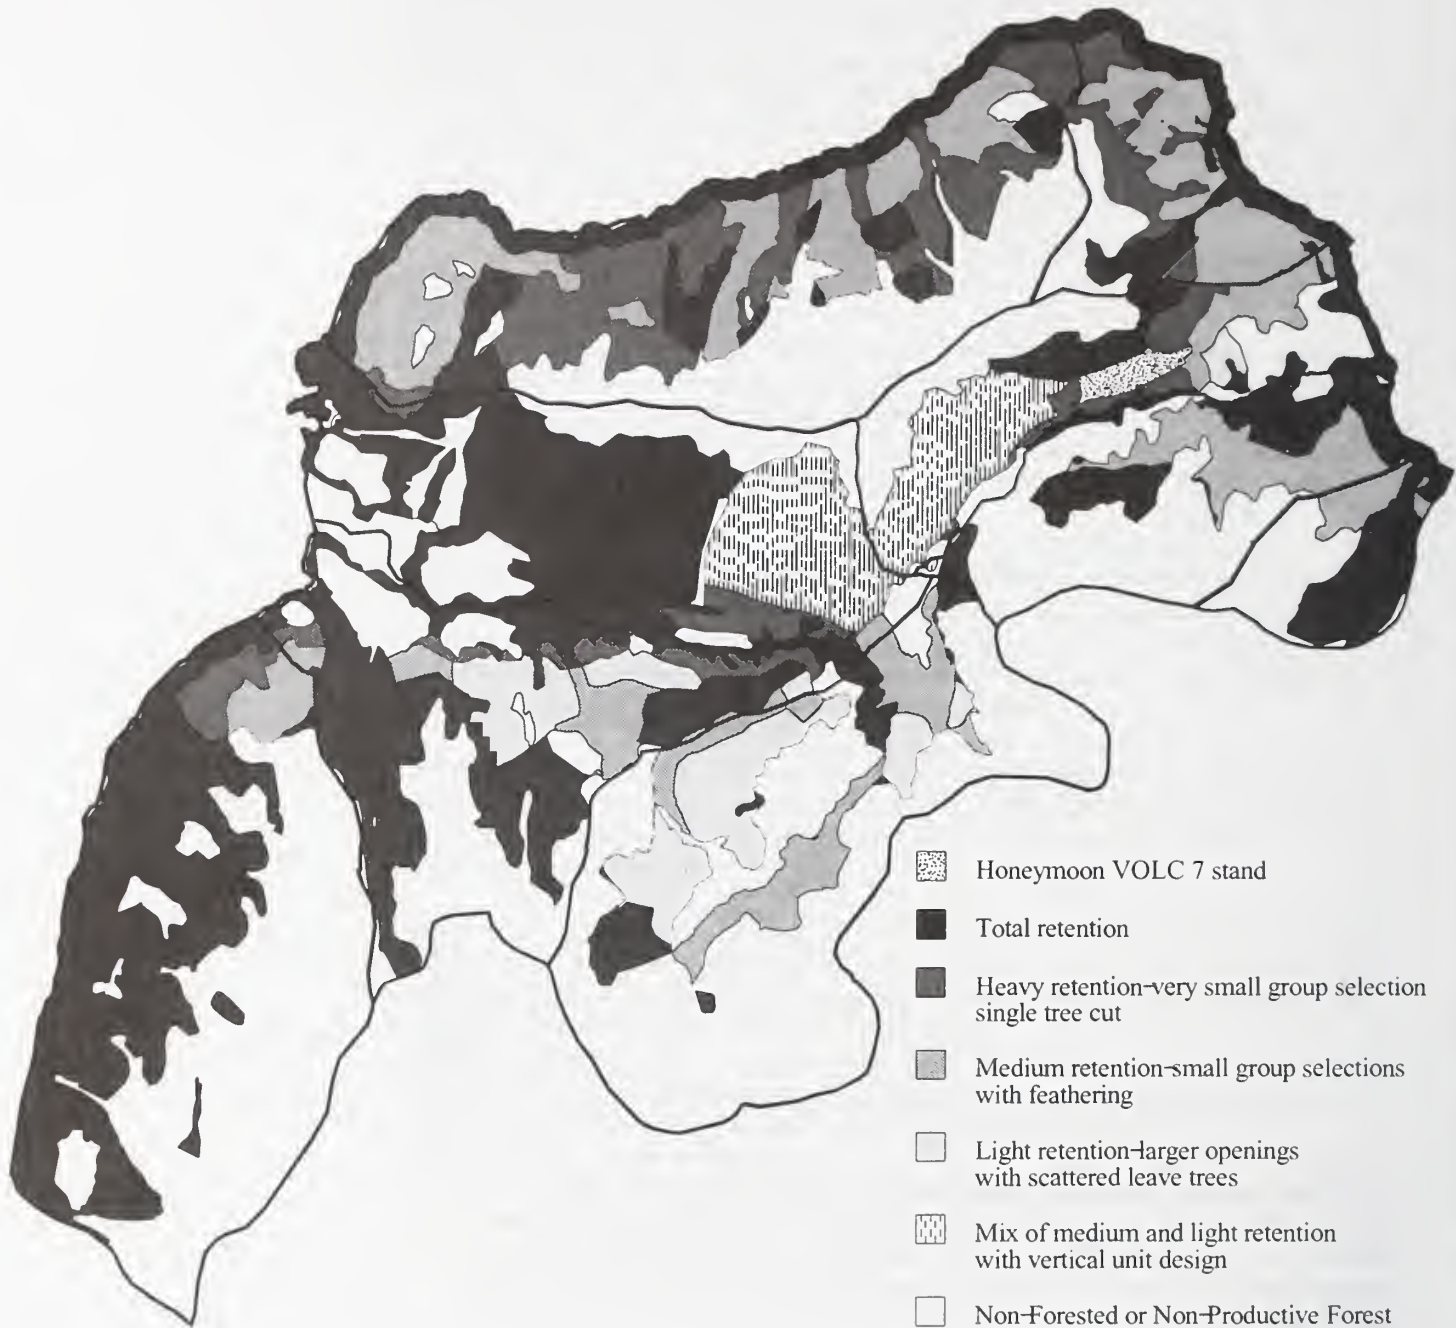 Honeymoon VOLC 7 stand
Total retention
Heavy retention-very small group selection
single tree cut
Medium retention-small group selections
with feathering
Light retention-larger openings
with scattered leave trees
Mix of medium and light retention
with vertical unit design
Non-Forested or Non-Productive Forest